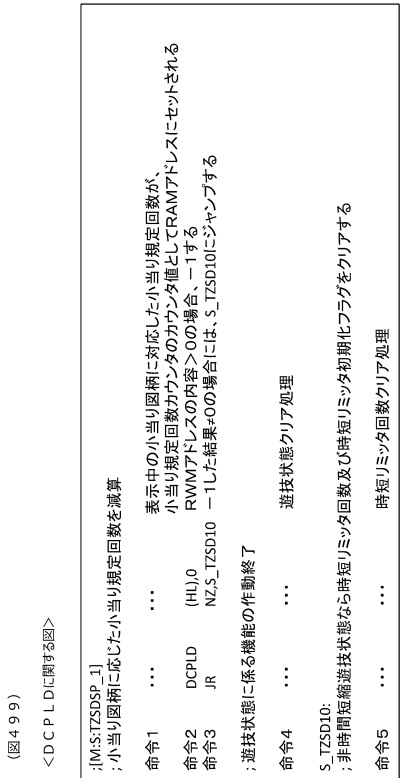 (図499)
<DCPLDに関する図>
;[M:S:TZSDSP_1]
;小当り図柄に応じた小当り規定回数を減算
命令1 ・・・ ・・・ 表示中の小当り図柄に対応した小当り規定回数が、
小当り規定回数カウンタのカウンタ値としてRAMアドレスにセットされる
命令2 DCPLD (HL),0 RWMアドレスの内容>0の場合、-1する
命令3 JR NZ,S_TZSD10 -1した結果≠0の場合には、S_TZSD10にジャンプする
;遊技状態に係る機能の作動終了
命令4 ・・・ ・・・ 遊技状態クリア処理
S_TZSD10:
;非時間短縮遊技状態なら時短リミッタ回数及び時短リミッタ初期化フラグをクリアする
命令5 ・・・ ・・・ 時短リミッタ回数クリア処理